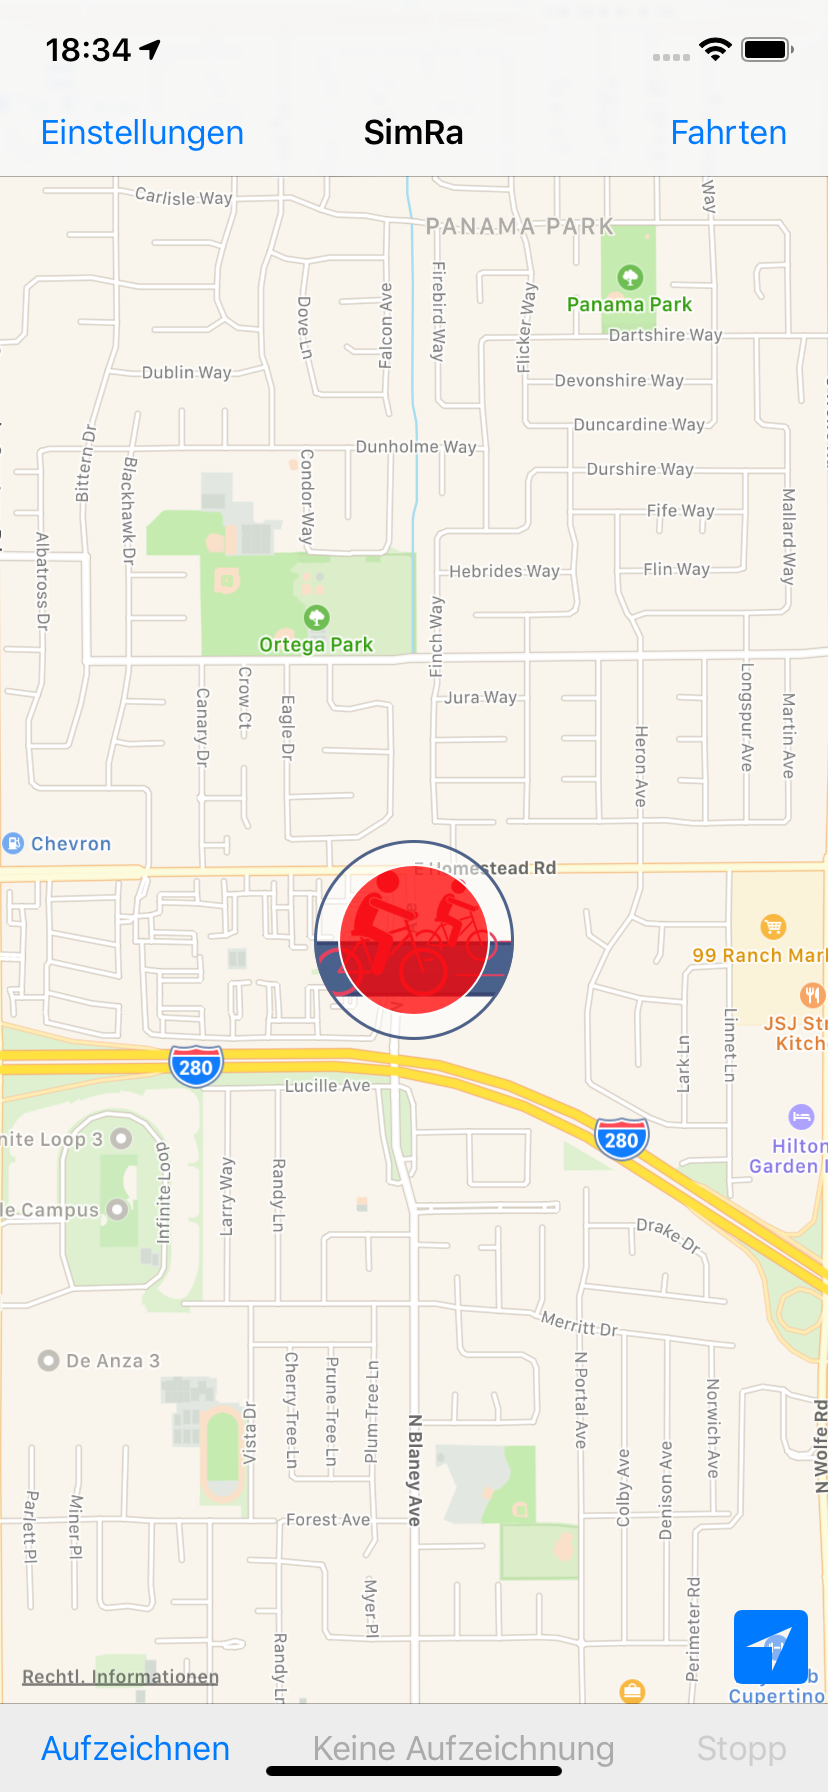 18:34
Einstellungen
SimRa
Fahrten
Carlisle Way
Way
PANAMA PARK
Panama Park
Firebird Way
Flicker Way
Falcon Ave
Dove Ln
Dartshire Way
Dublin Way
Devonshire Way
Duncardine Way
Dunholme Way
Bittern Dr
Blackhawk Dr
Condor Way
Durshire Way
Mallard Way
Fife Way
Albatross Dr
Hebrides Way
Flin Way
Finch Way
Ortega Park
Crow Ct
Canary Dr
Eagle Dr
Jura Way
Longspur Ave
Martin Ave
Heron Ave
Chevron
E Homestead Rd
99 Ranch Mar
JSJ Str
Kitch
Linnet Ln
Lark Ln
280
Lucille Ave
280
nite Loop 3
Infinite Loop
Larry Way
Randy Ln
le Campus
Hilton
Garden I
Drake Dr
Merritt Dr
De Anza 3
Cherry Tree Ln
Prune Tree Ln
Plum Tree Ln
Vista Dr
N Blaney Ave
N Portal Ave
Norwich Ave
Colby Ave
Denison Ave
N Wolfe Rd
Parlett Pl
Miner Pl
Forest Ave
Myer Pl
Perimeter Rd
Randy Ln
Rechtl. Informationen
Cupertino
Aufzeichnen
Keine Aufzeichnung
Stopp